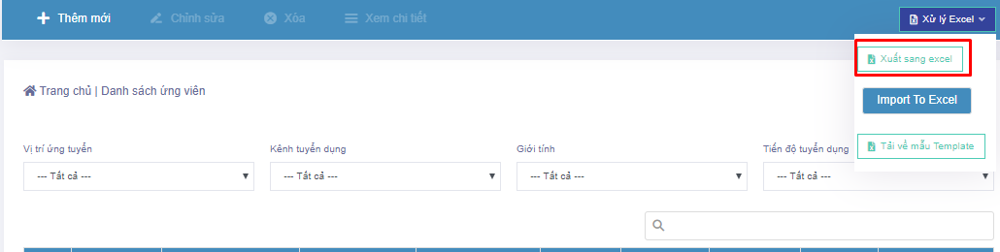 Thêm mới Chỉnh sửa Xóa Xem chi tiết Xử lý Excel
Xuất sang excel
Trang chủ | Danh sách ứng viên
Import To Excel
Tải về mẫu Template
Vị trí ứng tuyển Kênh tuyển dụng Giới tính Tiến độ tuyển dụng
--- Tất cả --- --- Tất cả --- --- Tất cả --- --- Tất cả ---